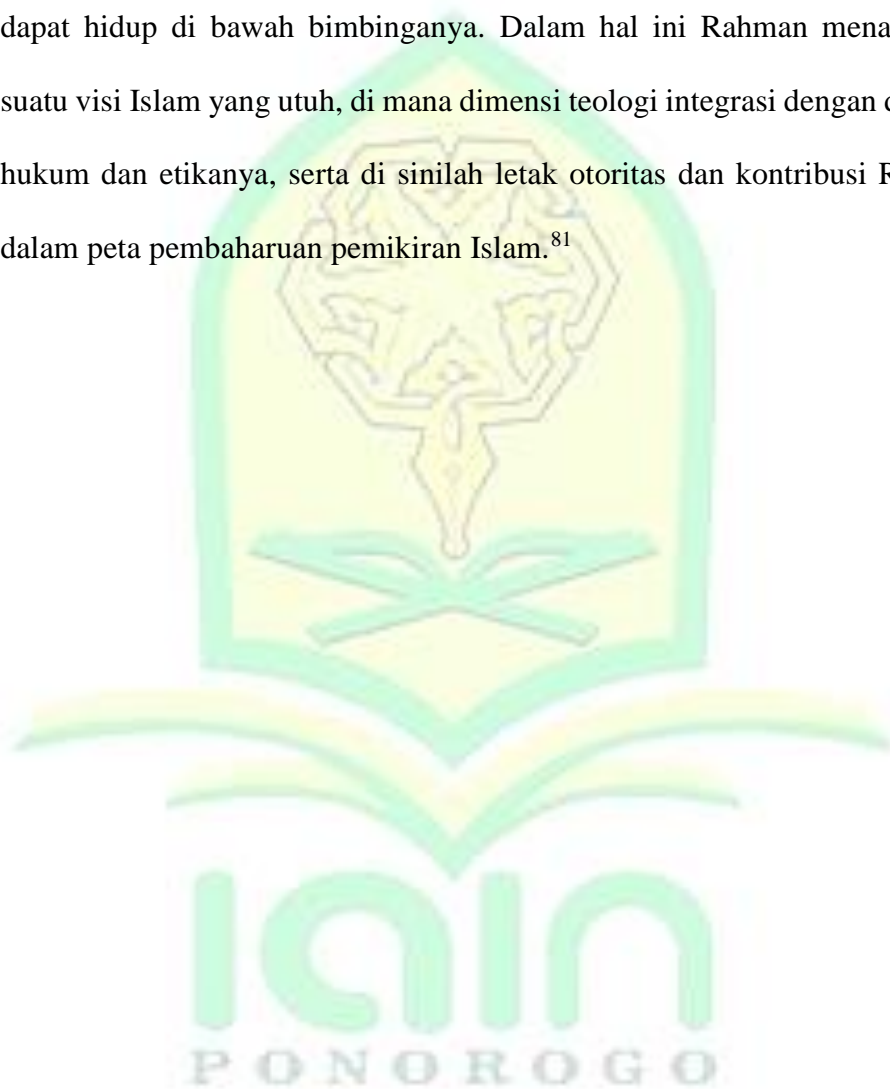 dapat hidup di bawah bimbinganya. Dalam hal ini Rahman mena
suatu visi Islam yang utuh, di mana dimensi teologi integrasi dengan
hukum dan etikanya, serta di sinilah letak otoritas dan kontribusi R
dalam peta pembaharuan pemikiran Islam.81
iain
PONOROGO